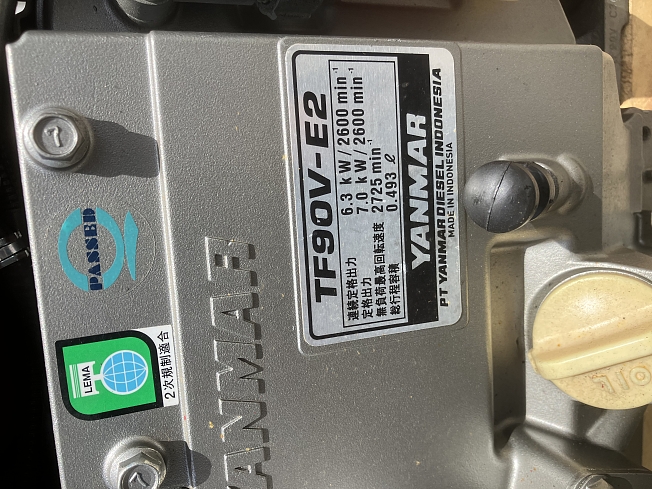 TF90V-E2
連続定格出力 6.3 kW/2600 min⁻¹
定格出力 7.0 kW/2600 min⁻¹
無負荷最高回転速度 2725 min⁻¹
総行程容積 0.493 ℓ
YANMAR
PT YANMAR DIESEL INDONESIA
MADE IN INDONESIA
PASSED
LEMA
2次規制適合
YANMAR
OIL
7
7